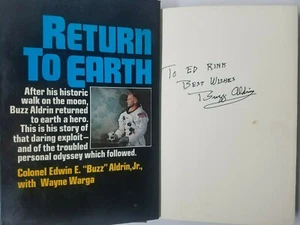 RETURN
TO EARTH
After his historic
walk on the moon,
Buzz Aldrin returned
to earth a hero.
This is his story of
that daring exploit—
and of the troubled
personal odyssey which followed.
Colonel Edwin E. "Buzz" Aldrin, Jr.,
with Wayne Warga
TO ED RINN
BEST WISHES
Buzz Aldrin